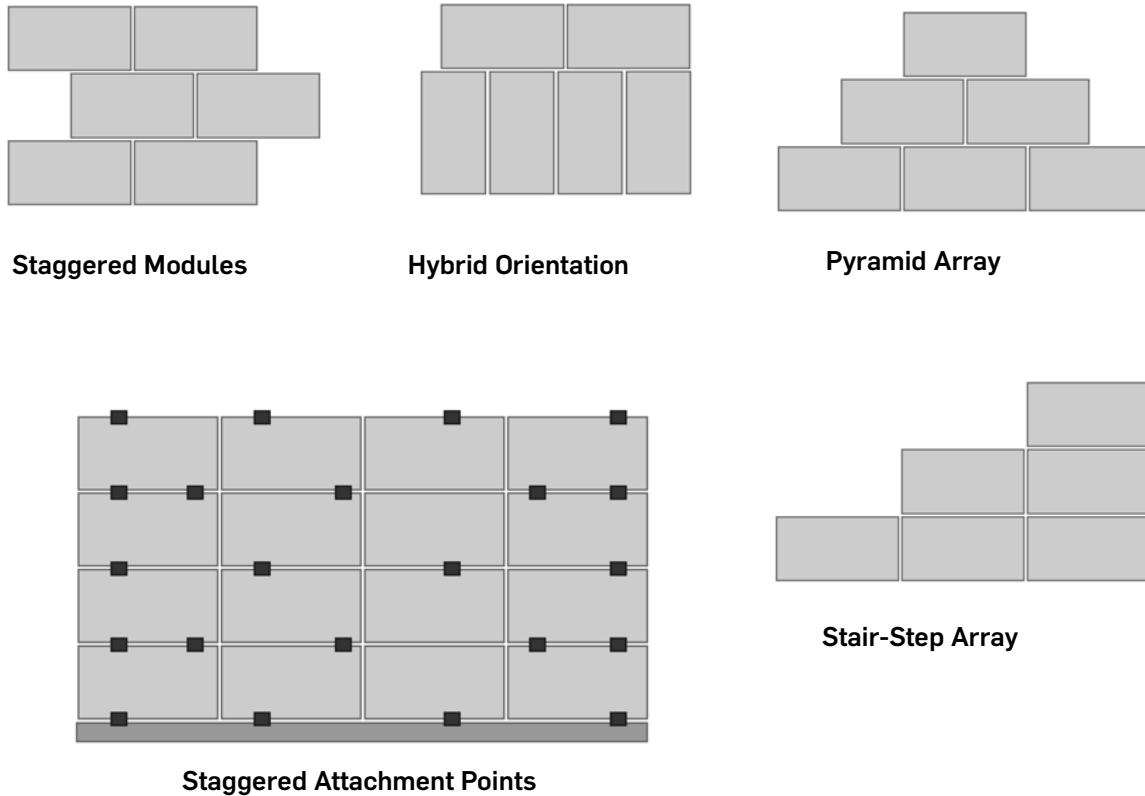 Staggered Modules
Hybrid Orientation
Pyramid Array
Stair-Step Array
Staggered Attachment Points